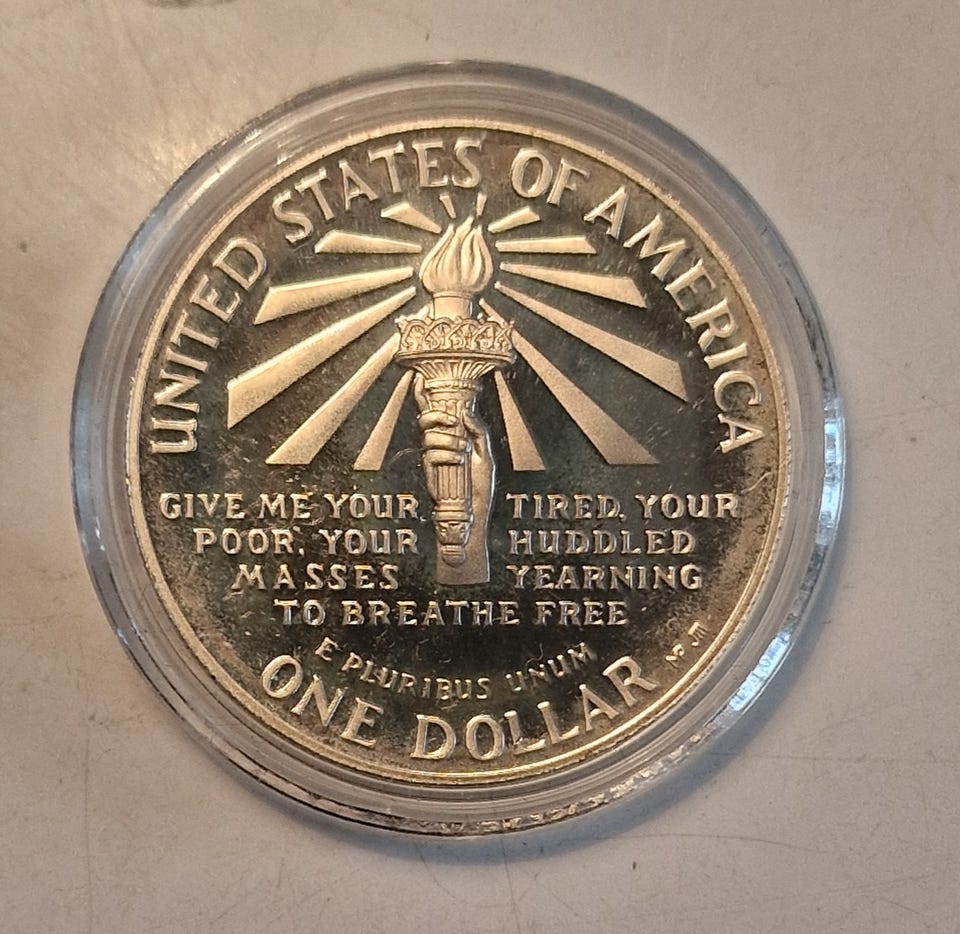 UNITED STATES OF AMERICA
GIVE ME YOUR TIRED, YOUR
POOR, YOUR HUDDLED
MASSES YEARNING
TO BREATHE FREE
E PLURIBUS UNUM
ONE DOLLAR